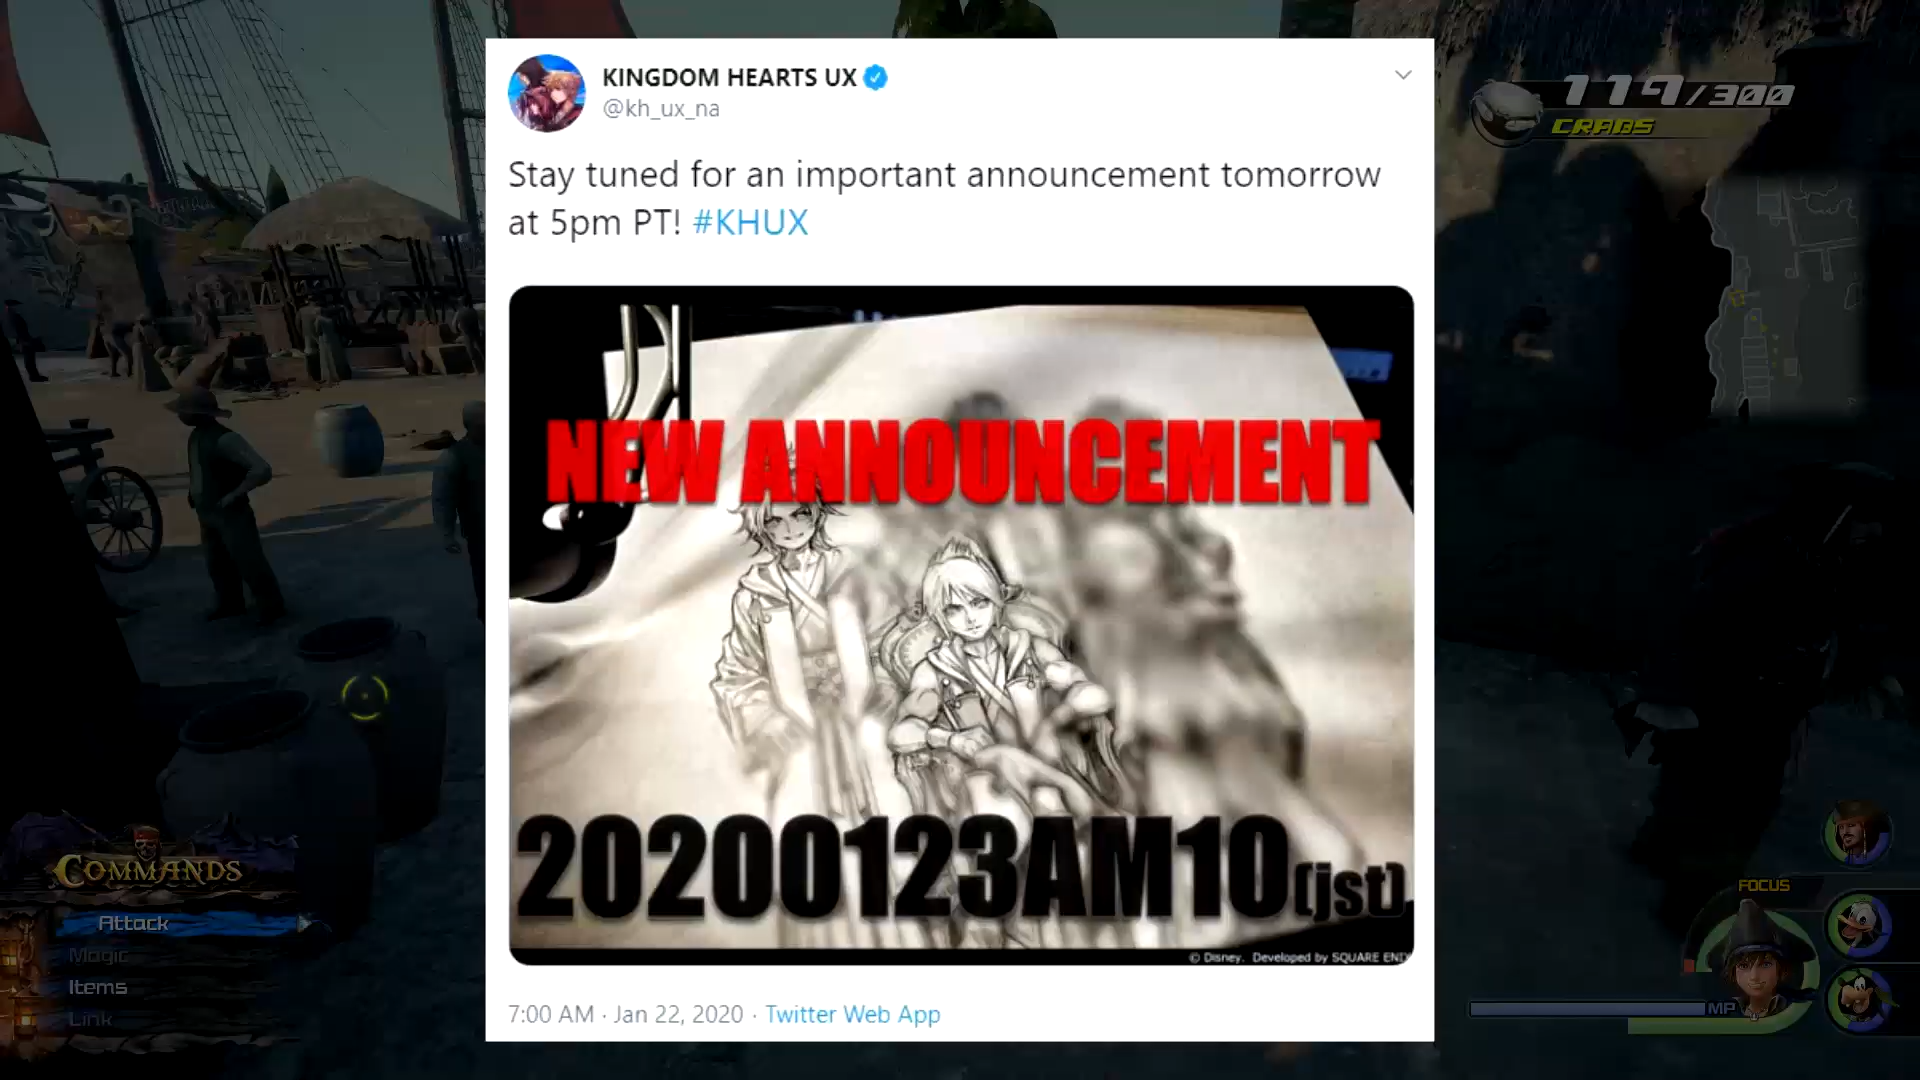 KINGDOM HEARTS UX
@kh_ux_na
Stay tuned for an important announcement tomorrow
at 5pm PT! #KHUX
NEW ANNOUNCEMENT
20200123AM10(jst)
© Disney. Developed by SQUARE ENIX
7:00 AM · Jan 22, 2020 · Twitter Web App
119/300
CRABS
COMMANDS
Attack
Magic
Items
Link
FOCUS
MP